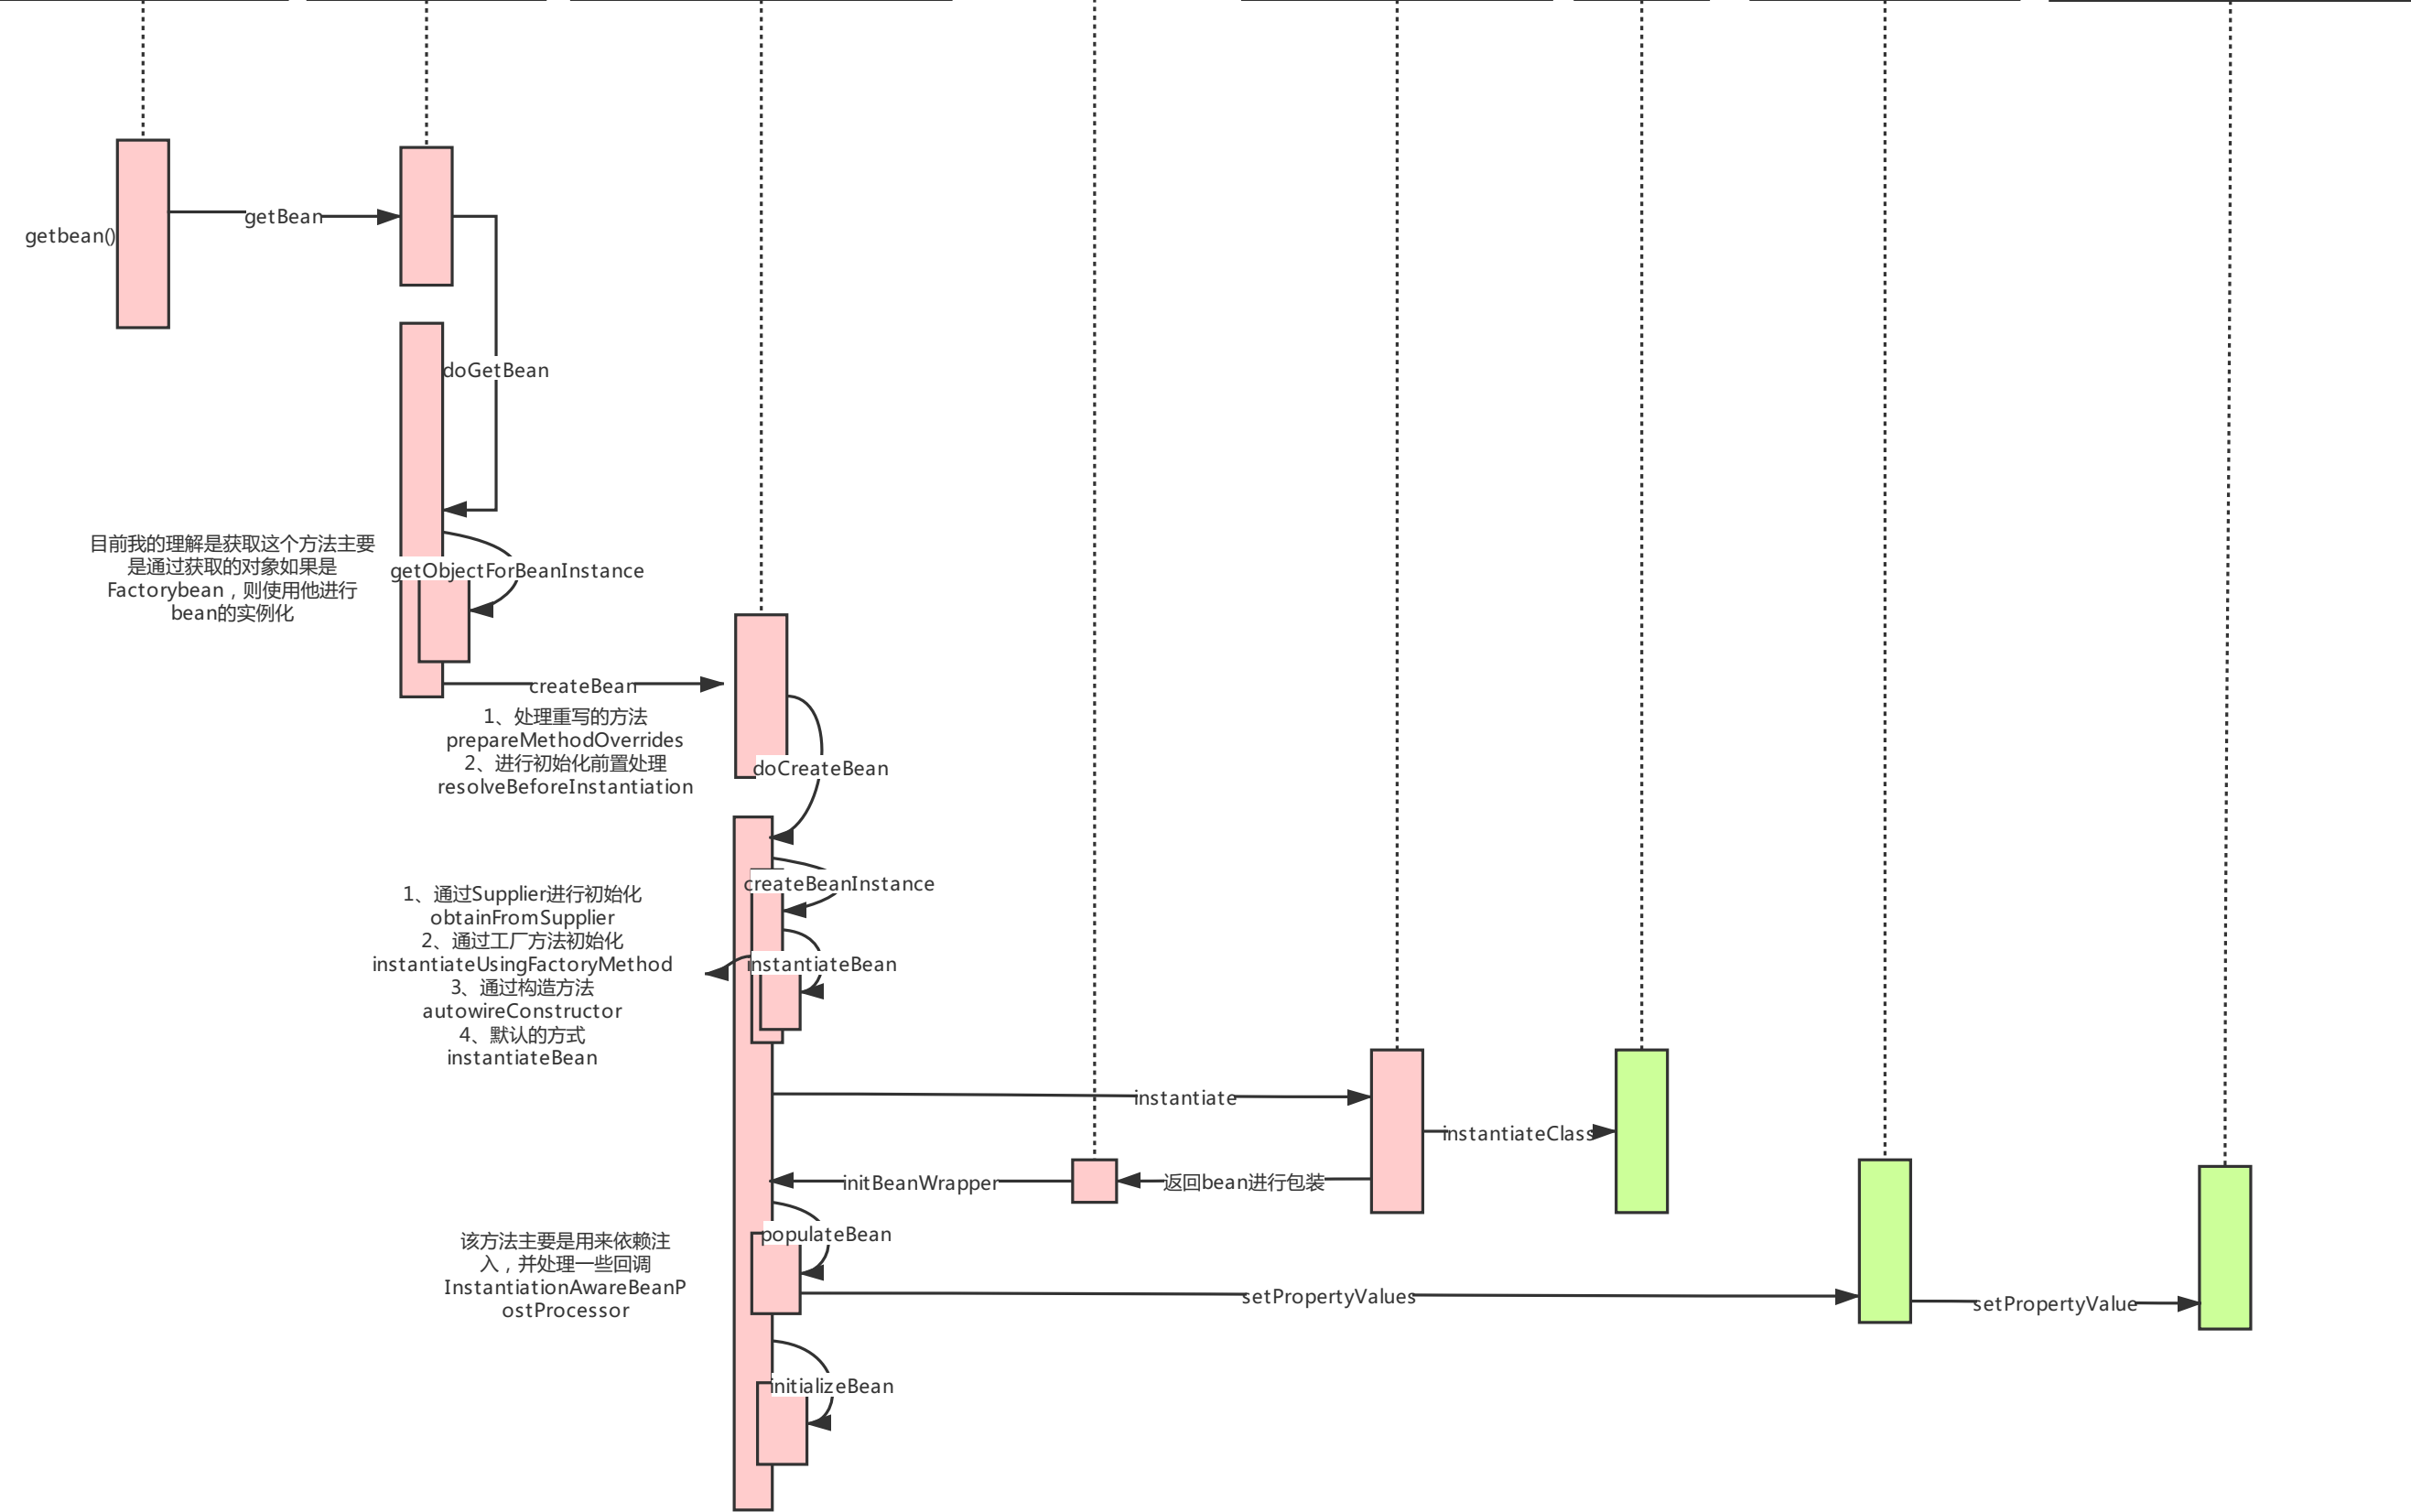 getBean
getbean()
doGetBean
目前我的理解是获取这个方法主要
是通过获取的对象如果是
Factorybean，则使用他进行
bean的实例化
getObjectForBeanInstance
createBean
1、处理重写的方法
prepareMethodOverrides
2、进行初始化前置处理
resolveBeforeInstantiation
doCreateBean
createBeanInstance
1、通过Supplier进行初始化
obtainFromSupplier
2、通过工厂方法初始化
instantiateUsingFactoryMethod
3、通过构造方法
autowireConstructor
4、默认的方式
instantiateBean
instantiateBean
instantiate
instantiateClass
返回bean进行包装
initBeanWrapper
populateBean
该方法主要是用来依赖注
入，并处理一些回调
InstantiationAwareBeanP
ostProcessor
setPropertyValues
setPropertyValue
initializeBean